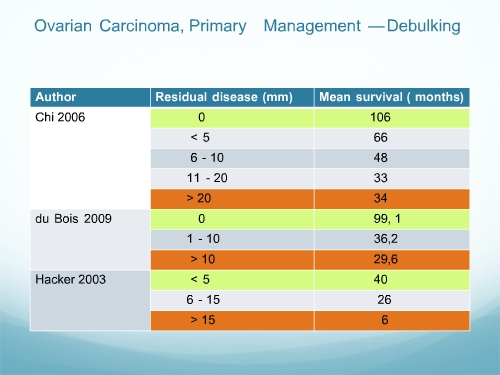 Ovarian Carcinoma, Primary Management —Debulking
Author Residual disease (mm) Mean survival ( months)
Chi 2006 0 106
< 5 66
6 - 10 48
11 - 20 33
> 20 34
du Bois 2009 0 99, 1
1 - 10 36,2
> 10 29,6
Hacker 2003 < 5 40
6 - 15 26
> 15 6